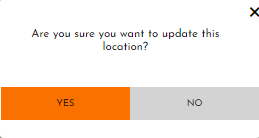 Are you sure you want to update this
location?
YES
NO